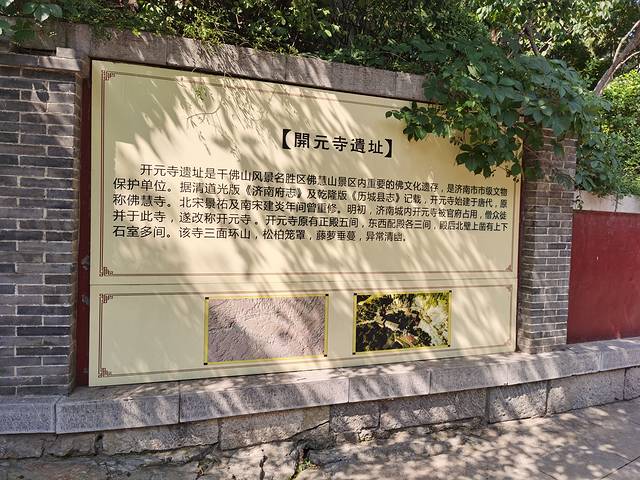 【開元寺遺址】
开元寺遗址是千佛山风景名胜区佛慧山景区内重要的佛文化遗存，是济南市市级文物
保护单位。据清道光版《济南府志》及乾隆版《历城县志》记载，开元寺始建于唐代，原
称佛慧寺。北宋景祐及南宋建炎年间曾重修。明初，济南城内开元寺被官府占用，僧众徙
并于此寺，遂改称开元寺。开元寺原有正殿五间，东西配殿各三间，殿后北壁上凿有上下
石室多间。该寺三面环山，松柏笼罩，藤萝垂蔓，异常清幽。